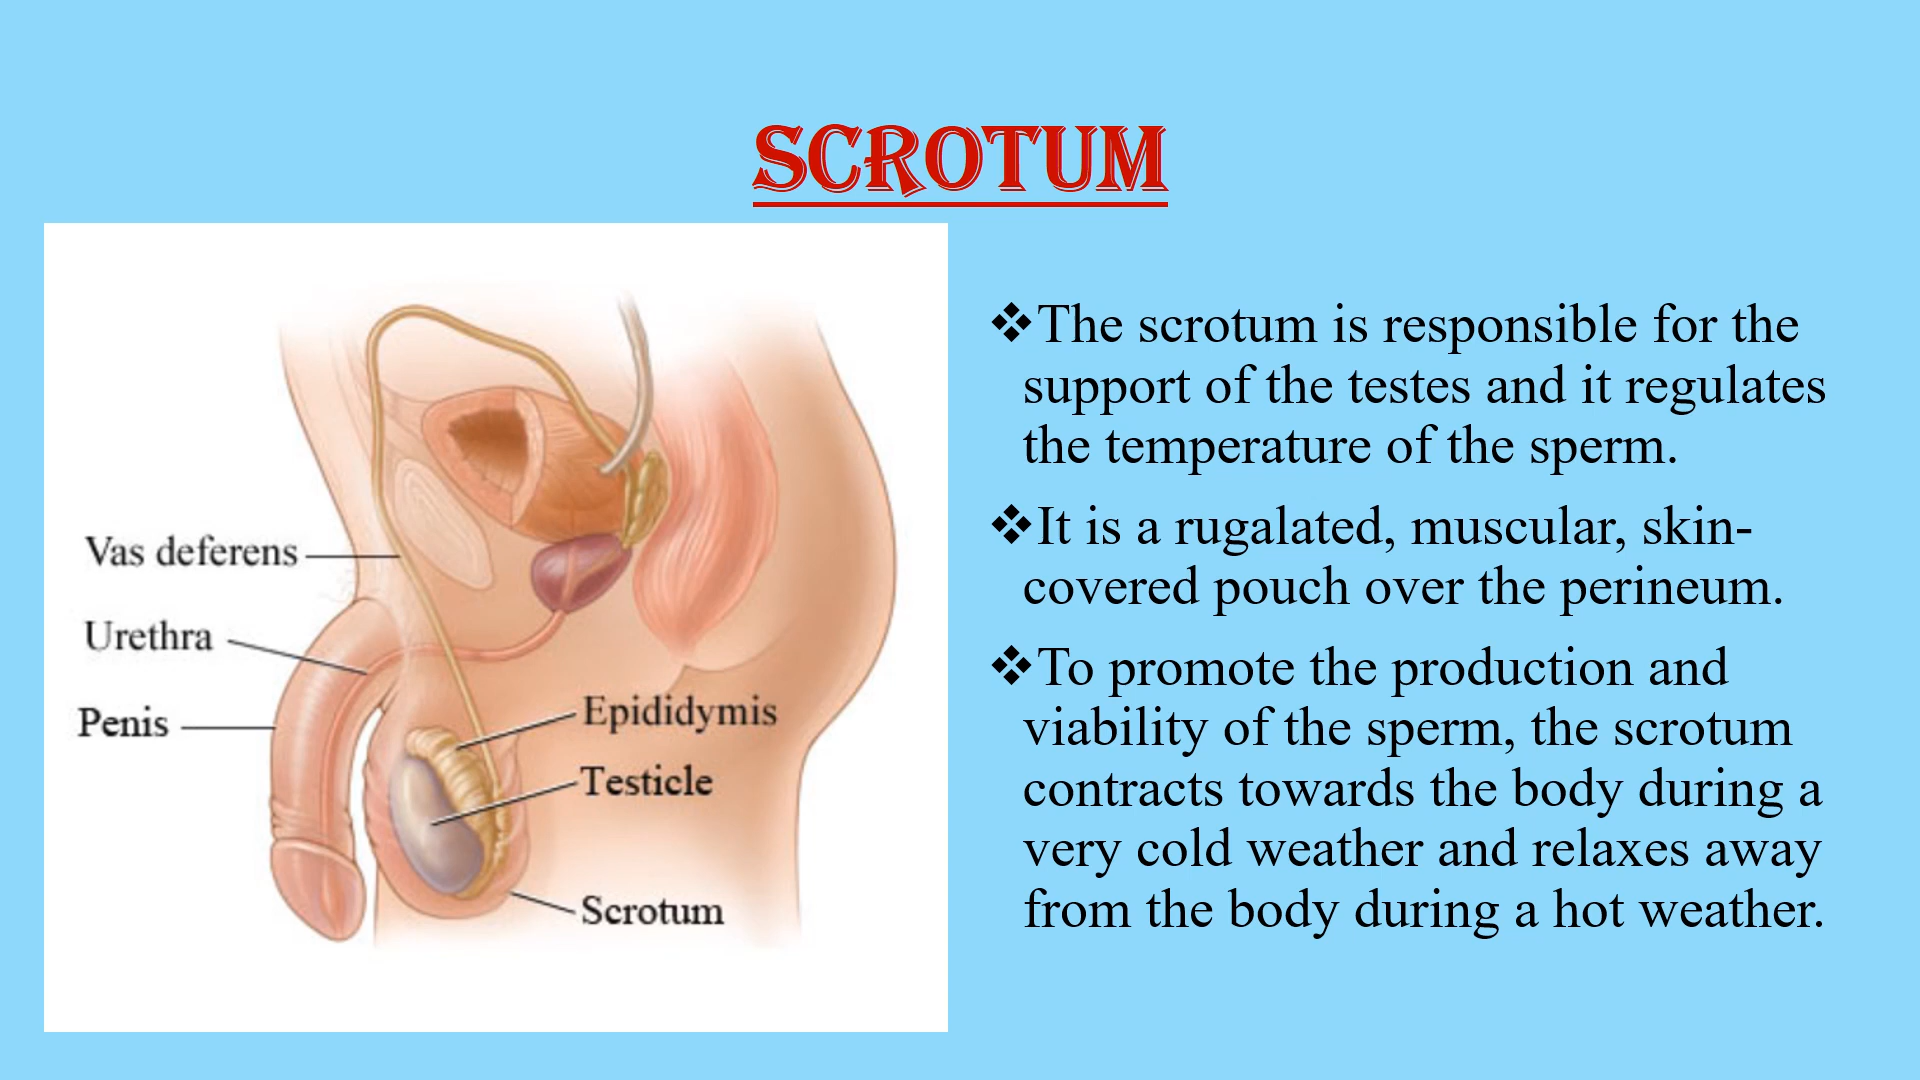 SCROTUM
Vas deferens
Urethra
Penis
Epididymis
Testicle
Scrotum
❖The scrotum is responsible for the
support of the testes and it regulates
the temperature of the sperm.
❖It is a rugalated, muscular, skin-
covered pouch over the perineum.
❖To promote the production and
viability of the sperm, the scrotum
contracts towards the body during a
very cold weather and relaxes away
from the body during a hot weather.